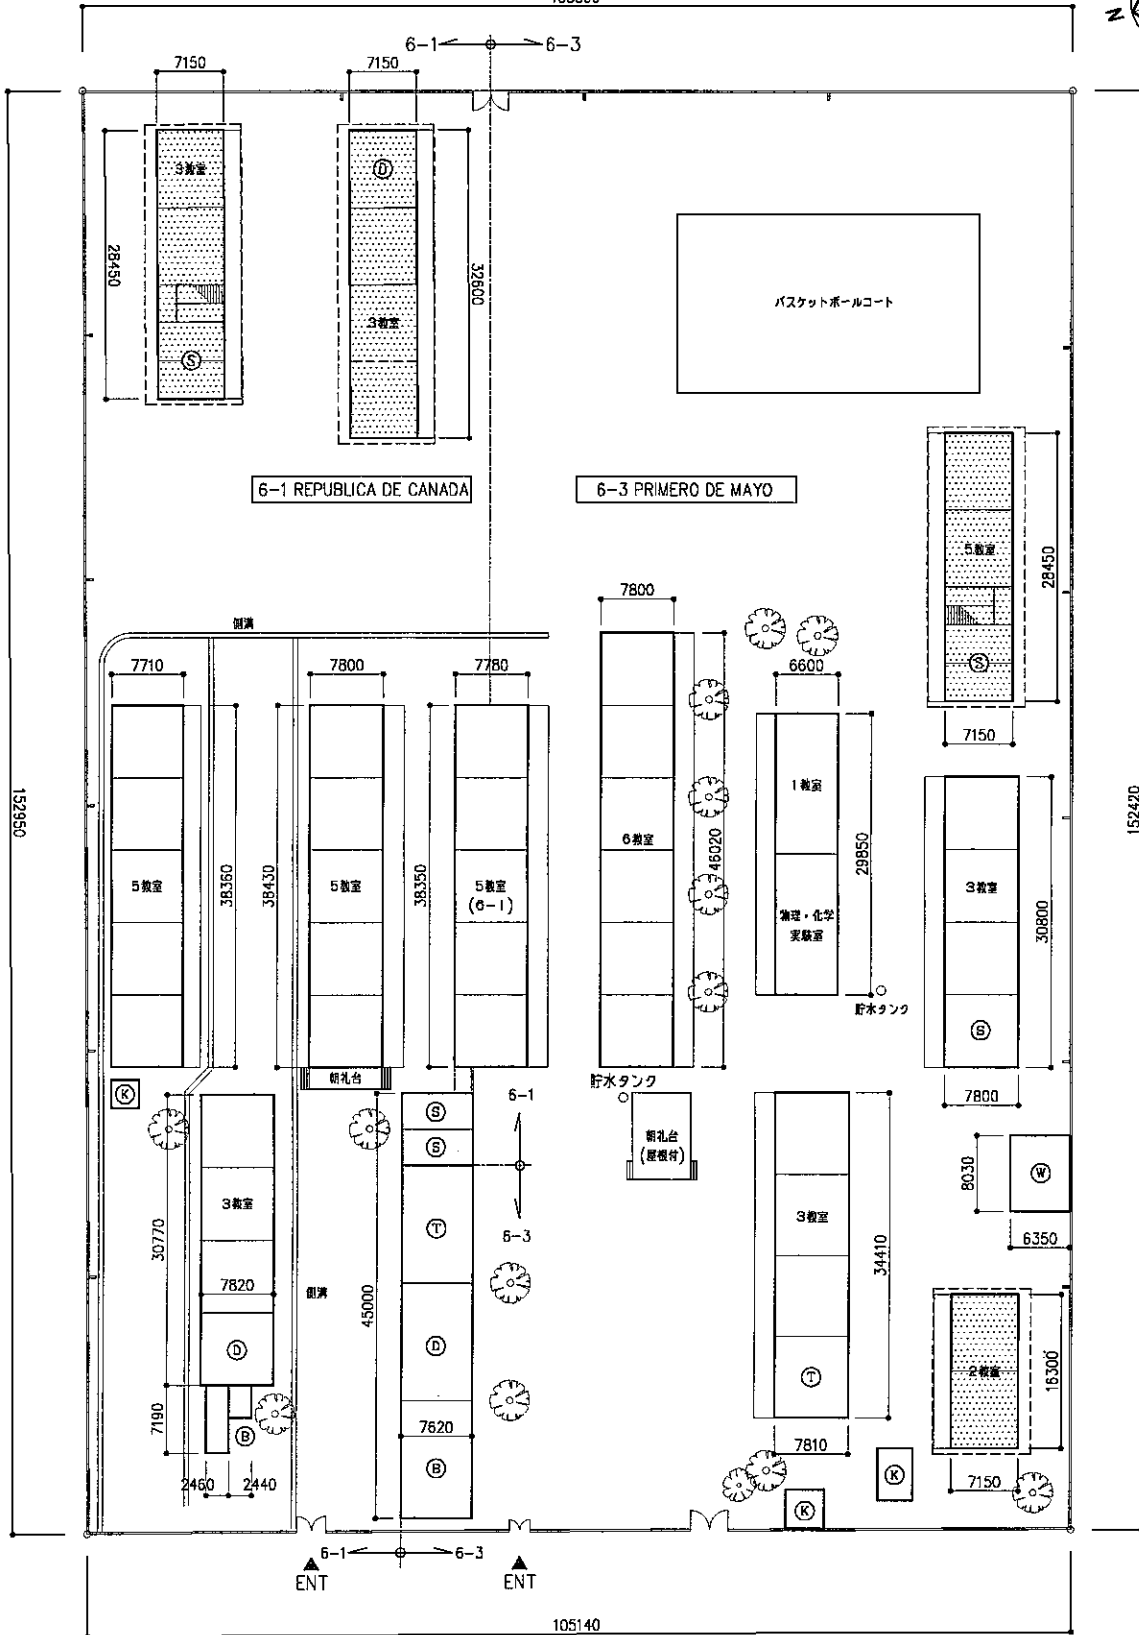 N
6-1
6-3
7150
7150
3教室
D
28450
32600
3教室
S
バスケットボールコート
6-1 REPUBLICA DE CANADA
6-3 PRIMERO DE MAYO
5教室
28450
S
7150
側溝
7710
7800
7780
7800
6600
152950
152420
5教室
38360
38430
5教室
38350
5教室
(6-1)
6教室
46020
1教室
物理・化学
実験室
29850
貯水タンク
3教室
30800
S
7800
K
朝礼台
貯水タンク
朝礼台
(屋根付)
S
S
6-1
6-3
T
D
B
45000
7620
3教室
30770
7820
D
7190
B
2460
2440
側溝
3教室
34410
T
7810
W
8030
6350
2教室
16300
7150
K
K
6-1
6-3
ENT
ENT
105140